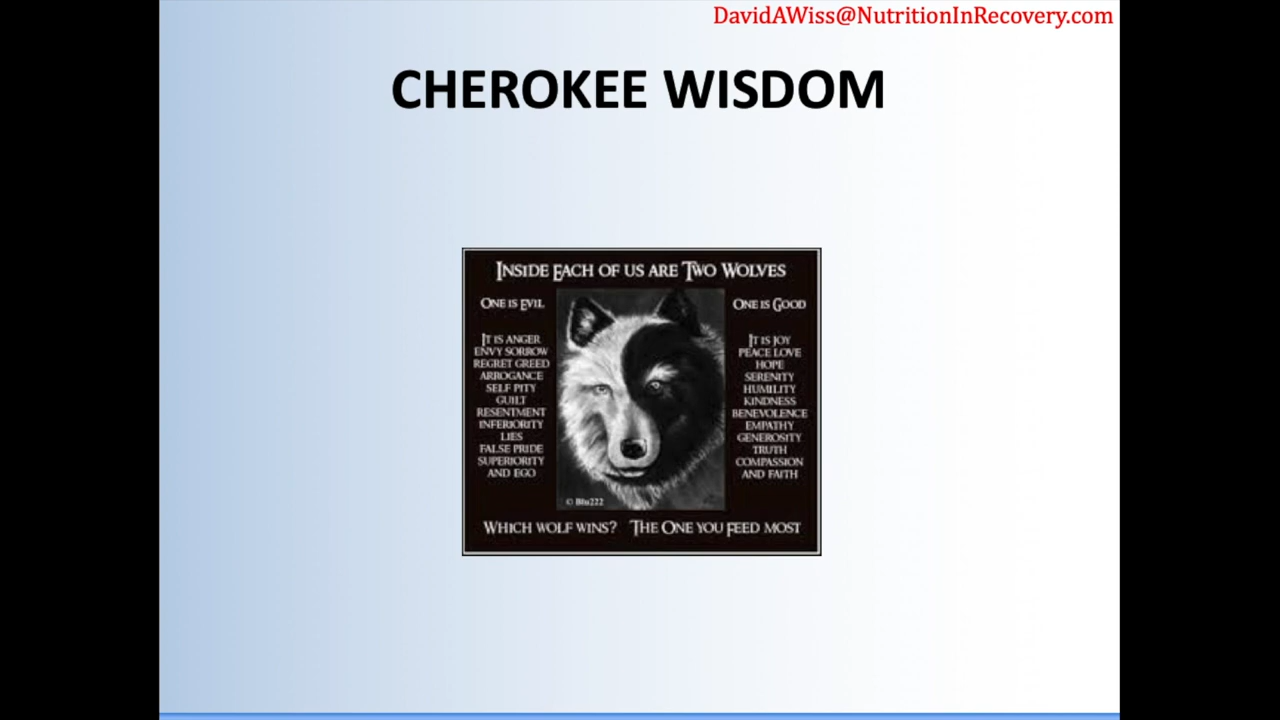 DavidAWiss@NutritionInRecovery.com
CHEROKEE WISDOM
INSIDE EACH OF US ARE TWO WOLVES
ONE IS EVIL
IT IS ANGER
ENVY SORROW
REGRET GREED
ARROGANCE
SELF PITY
GUILT
RESENTMENT
INFERIORITY
LIES
FALSE PRIDE
SUPERIORITY
AND EGO
ONE IS GOOD
IT IS JOY
PEACE LOVE
HOPE
SERENITY
HUMILITY
KINDNESS
BENEVOLENCE
EMPATHY
GENEROSITY
TRUTH
COMPASSION
AND FAITH
© Blu222
WHICH WOLF WINS? THE ONE YOU FEED MOST